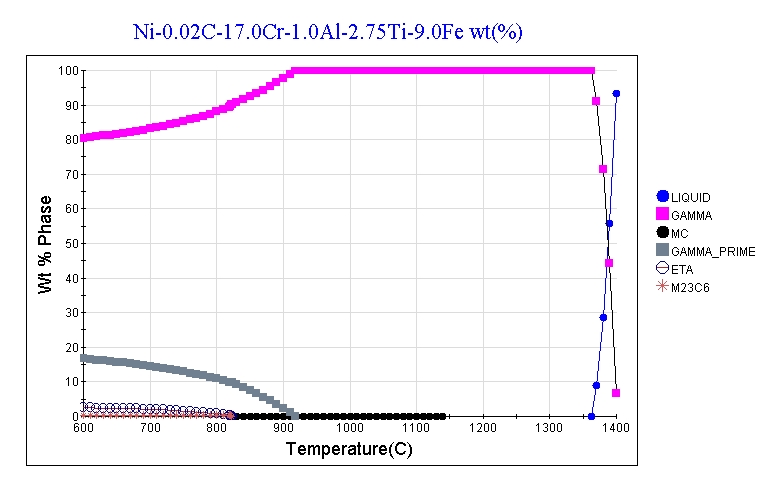 Ni-0.02C-17.0Cr-1.0Al-2.75Ti-9.0Fe wt(%)
100
90
80
70
60
50
40
30
20
10
0
Wt % Phase
600 700 800 900 1000 1100 1200 1300 1400
Temperature(C)
LIQUID
GAMMA
MC
GAMMA_PRIME
ETA
M23C6